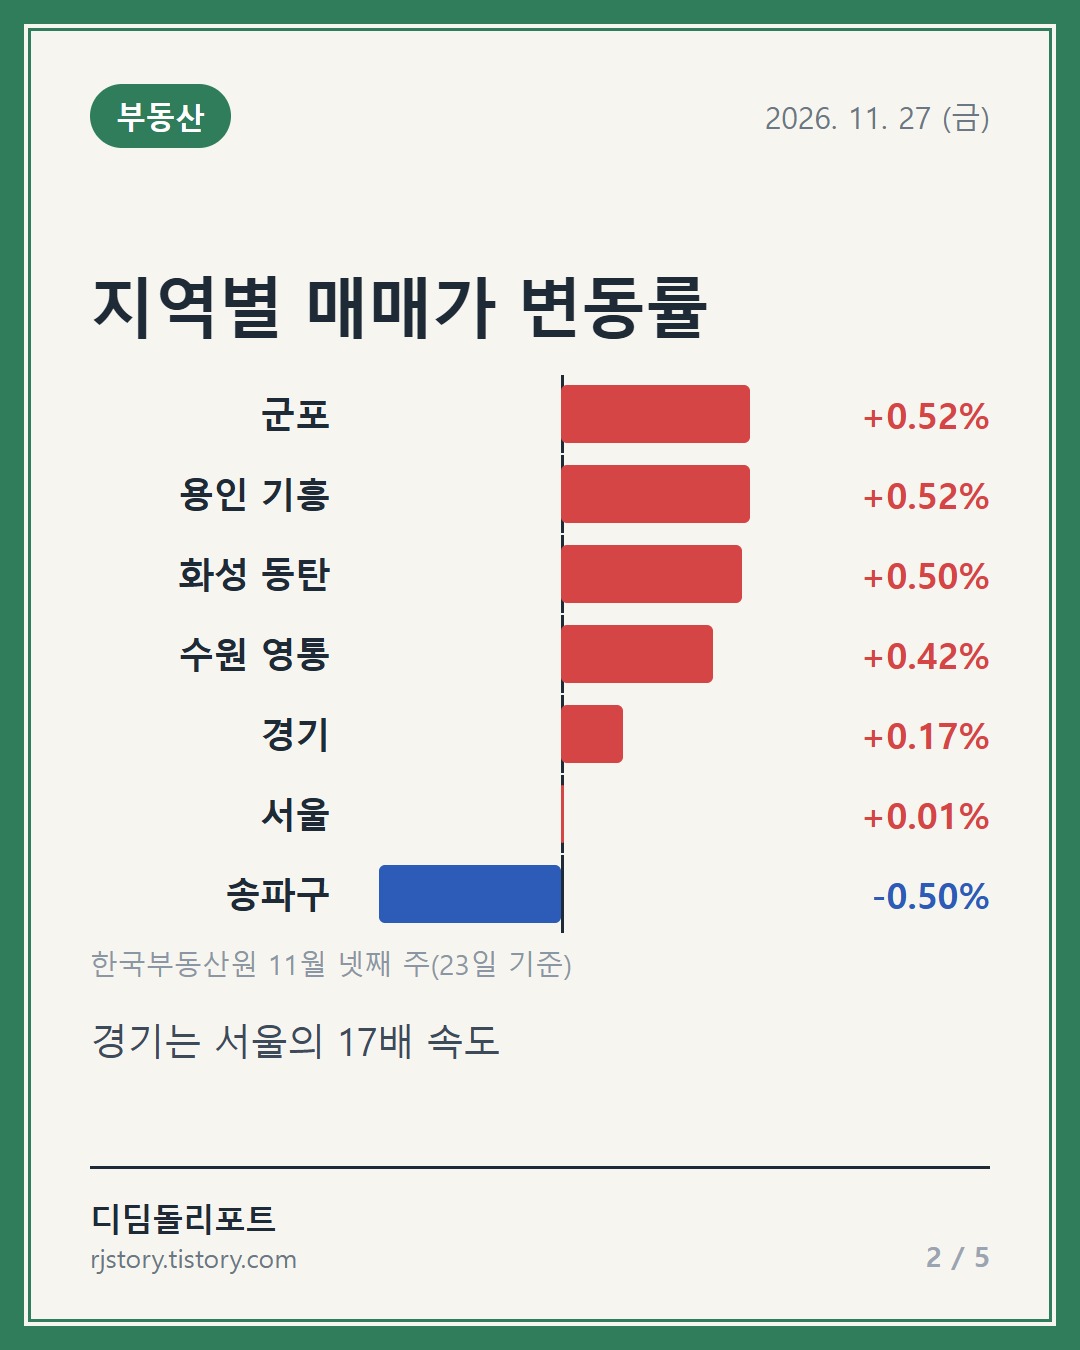 부동산
2026. 11. 27 (금)
지역별 매매가 변동률
군포 +0.52%
용인 기흥 +0.52%
화성 동탄 +0.50%
수원 영통 +0.42%
경기 +0.17%
서울 +0.01%
송파구 -0.50%
한국부동산원 11월 넷째 주(23일 기준)
경기는 서울의 17배 속도
디딤돌리포트
rjstory.tistory.com
2 / 5